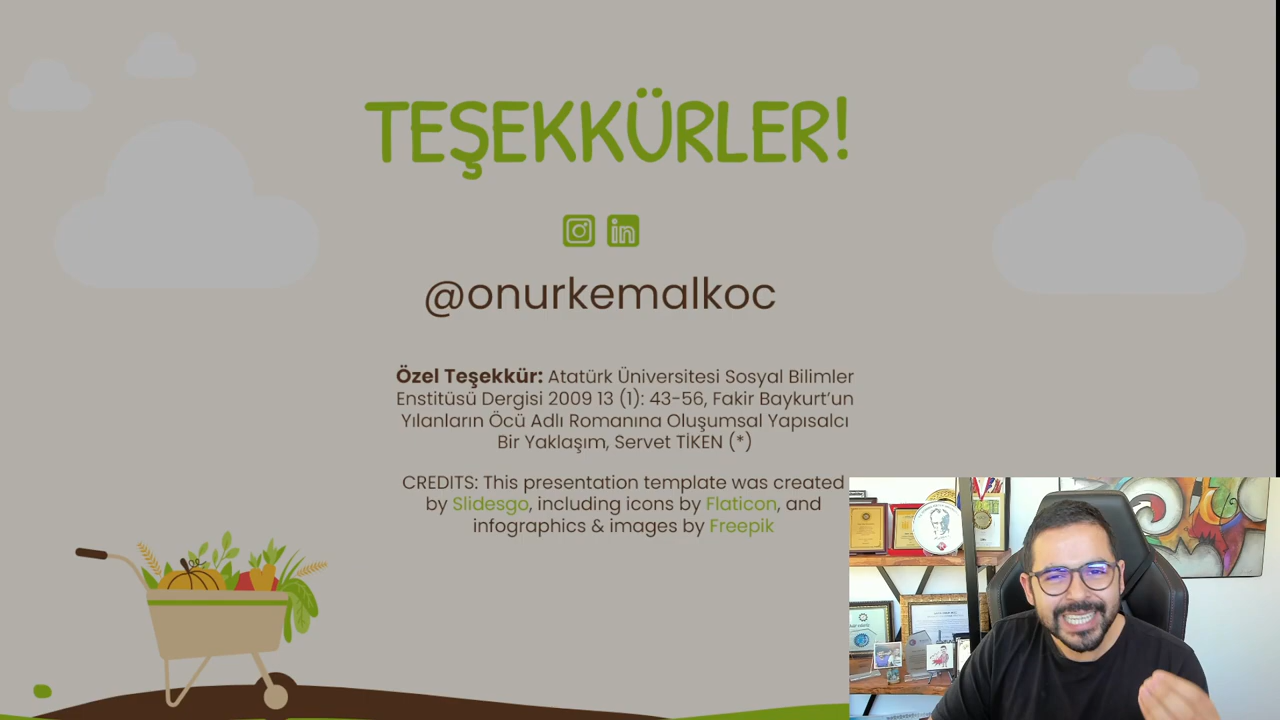 TEŞEKKÜRLER!
@onurkemalkoc
Özel Teşekkür: Atatürk Üniversitesi Sosyal Bilimler
Enstitüsü Dergisi 2009 13 (1): 43-56, Fakir Baykurt’un
Yılanların Öcü Adlı Romanına Oluşumsal Yapısalcı
Bir Yaklaşım, Servet TİKEN (*)
CREDITS: This presentation template was created
by Slidesgo, including icons by Flaticon, and
infographics & images by Freepik